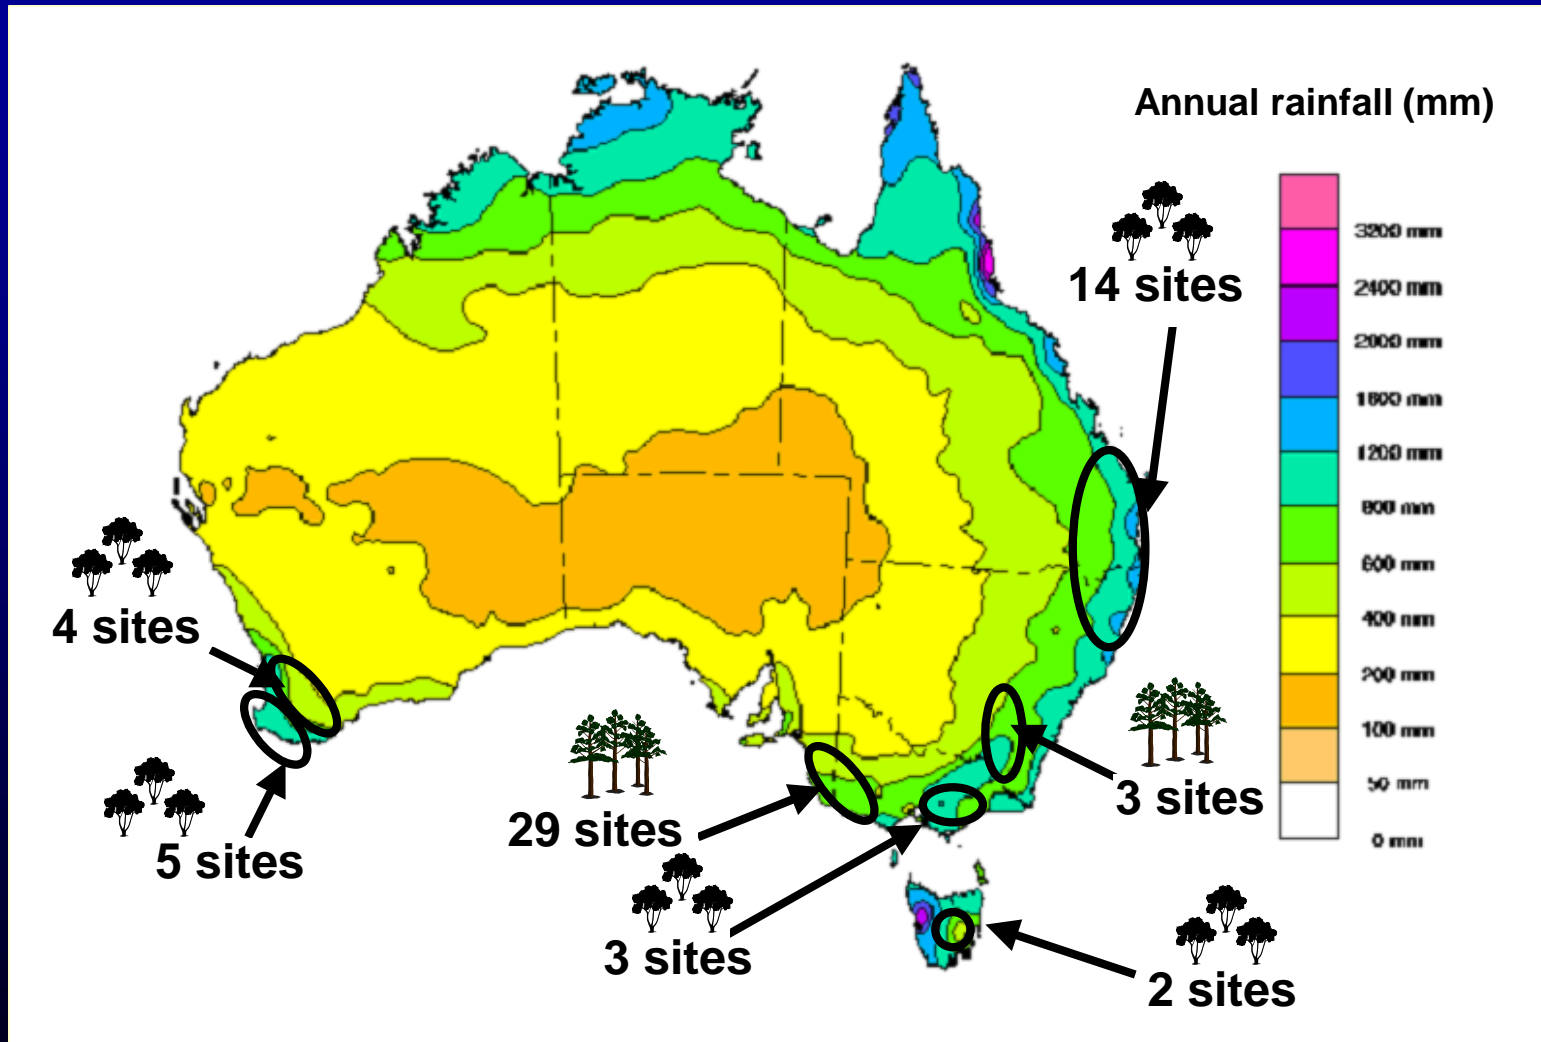 Annual rainfall (mm)
3200 mm
14 sites
2400 mm
2000 mm
1600 mm
1200 mm
800 mm
600 mm
4 sites
400 mm
200 mm
100 mm
3 sites
50 mm
29 sites
0 mm
5 sites
3 sites
2 sites